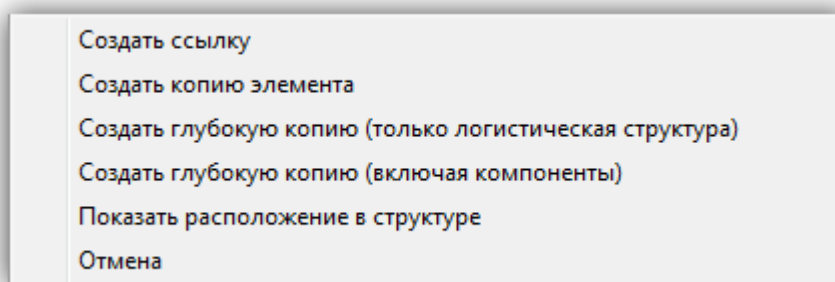 Создать ссылку
Создать копию элемента
Создать глубокую копию (только логистическая структура)
Создать глубокую копию (включая компоненты)
Показать расположение в структуре
Отмена